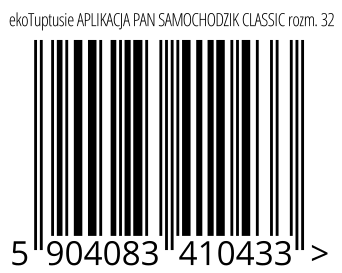 ekoTuptusie APLIKACJA PAN SAMOCHODZIK CLASSIC rozm. 32
5 904083 410433 >